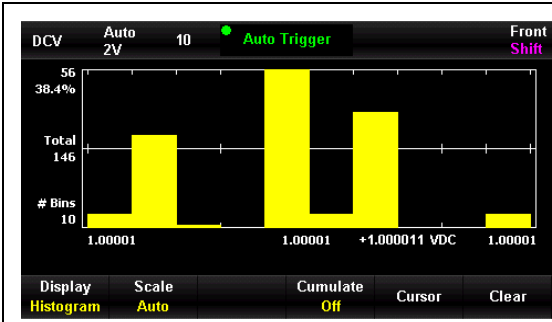 DCV Auto 10 Auto Trigger Front
2V Shift
56
38.4%
Total
146
# Bins
10
1.00001 1.00001 +1.000011 VDC 1.00001
Display Scale Cumulate Cursor Clear
Histogram Auto Off